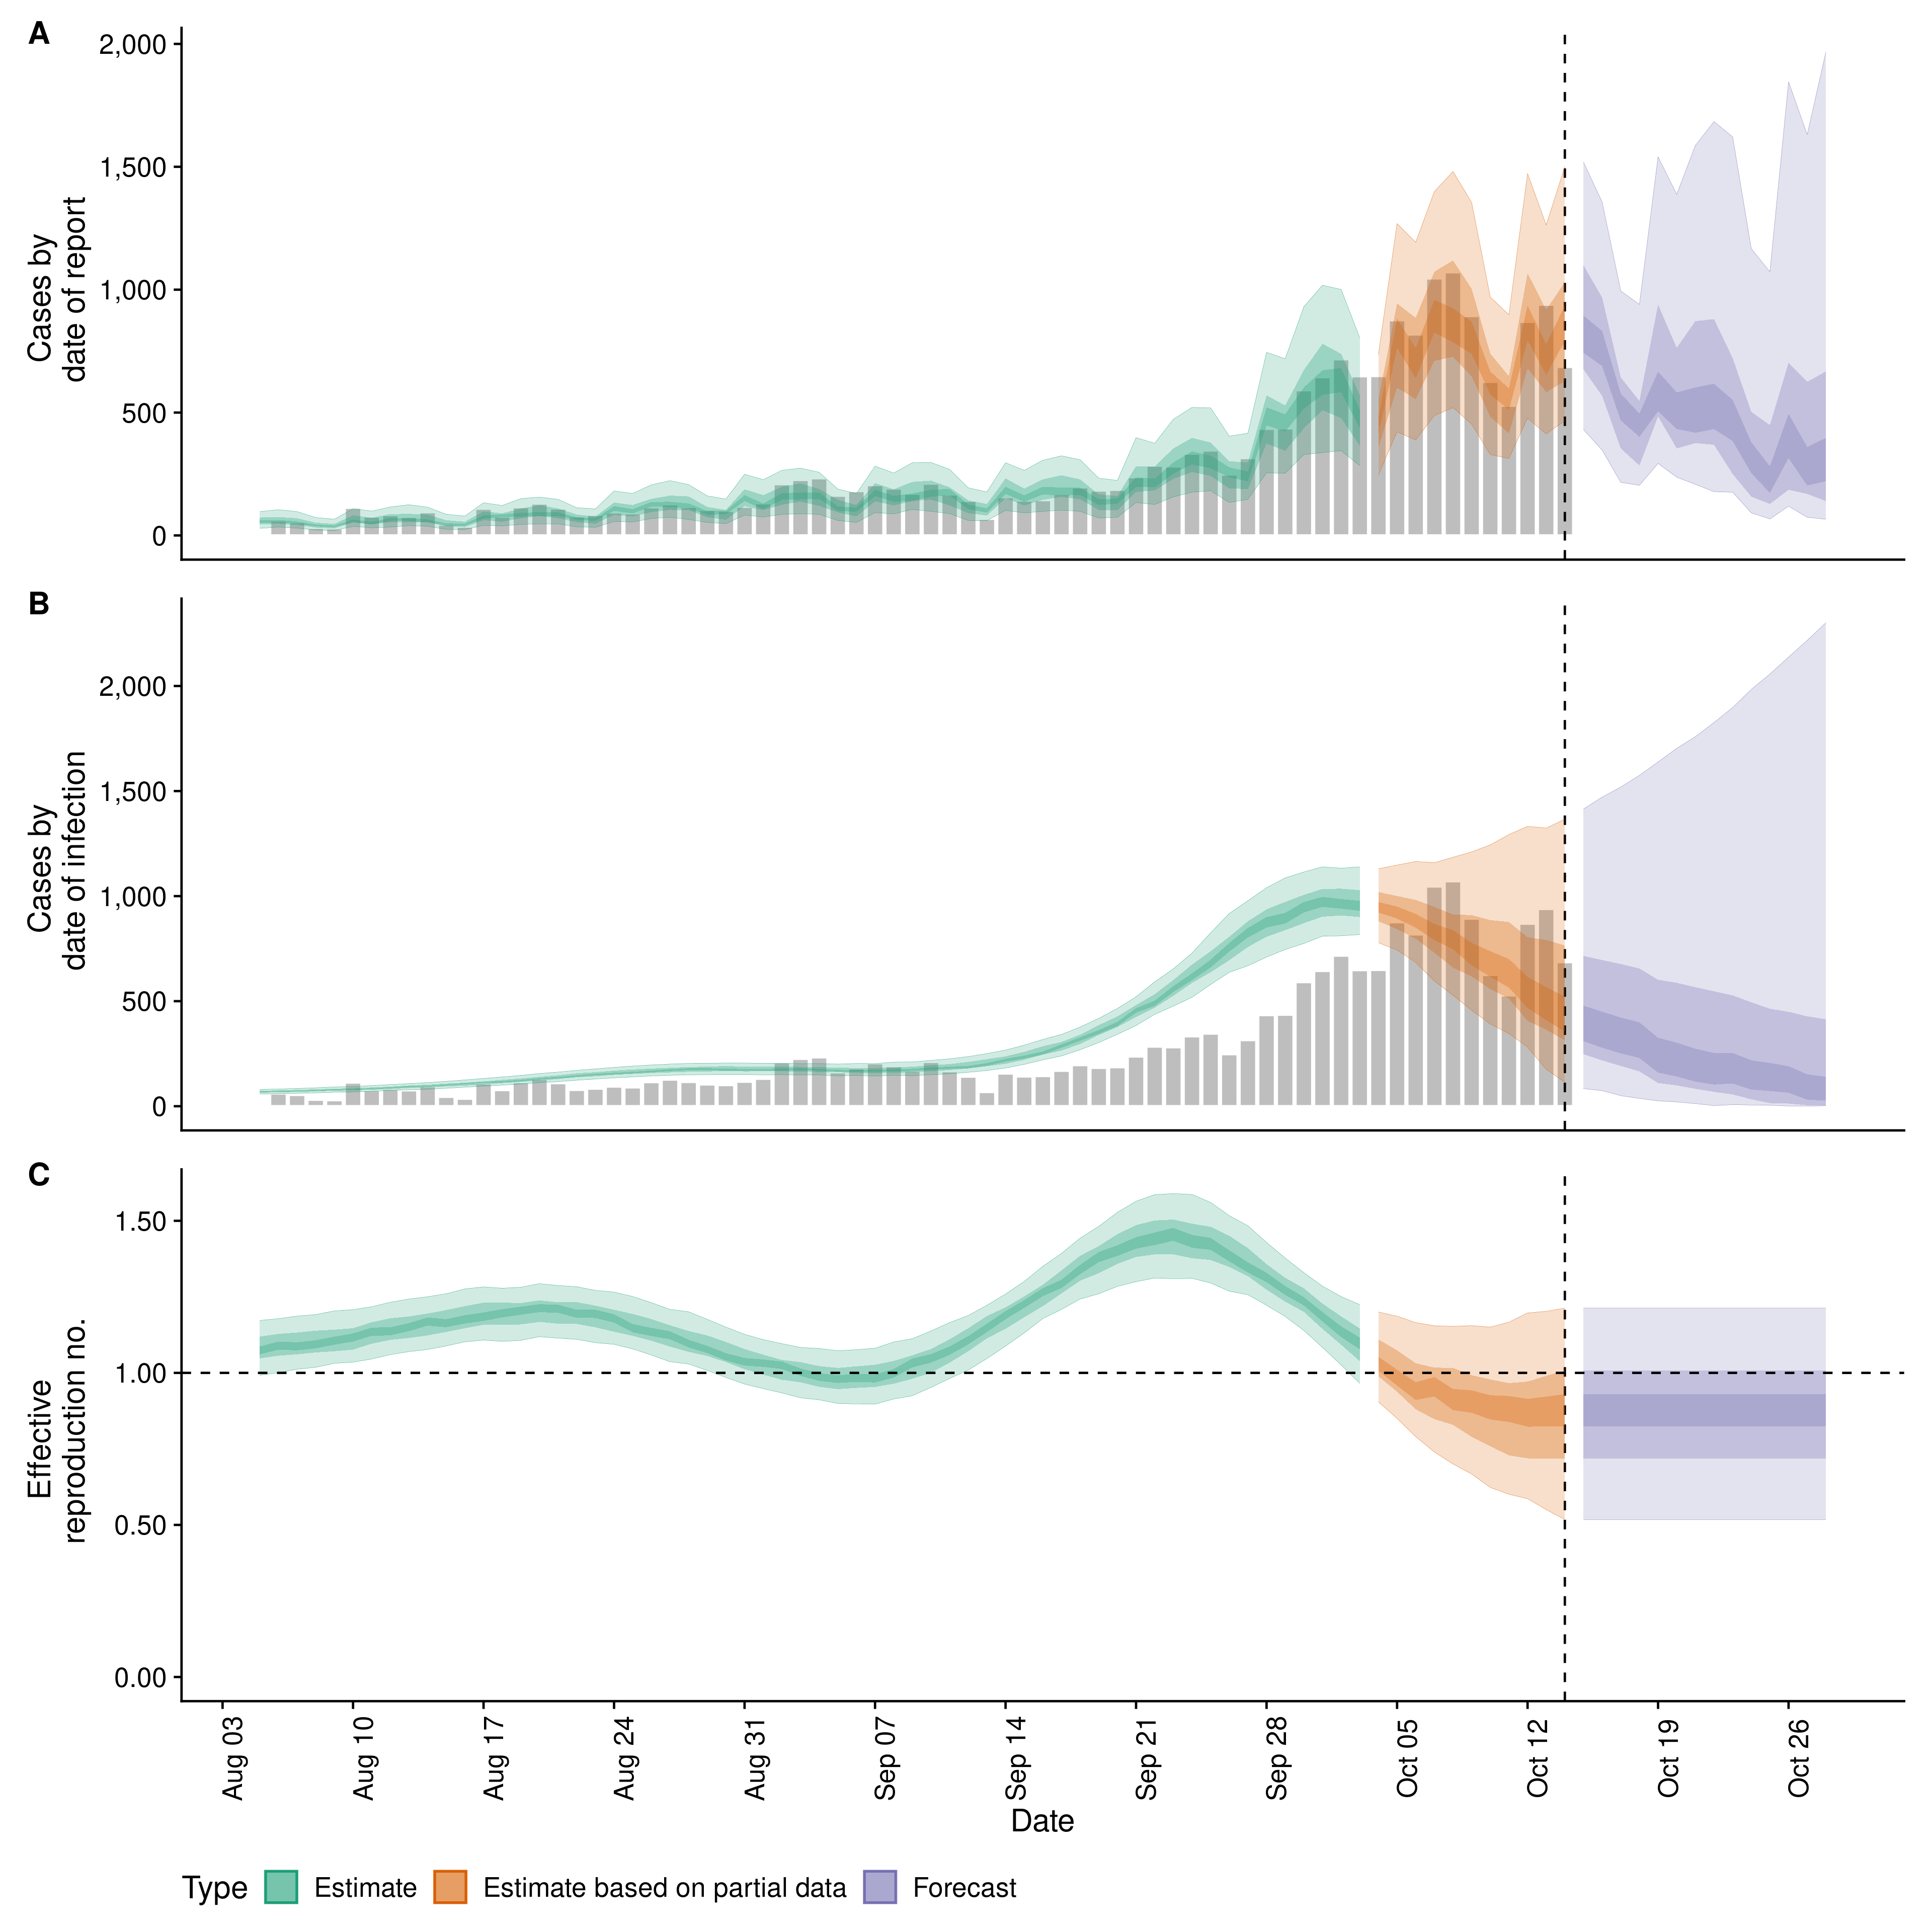 A
2,000
1,500
1,000
500
0
Cases by
date of report
B
2,000
1,500
1,000
500
0
Cases by
date of infection
C
1.50
1.00
0.50
0.00
Effective
reproduction no.
Aug 03
Aug 10
Aug 17
Aug 24
Aug 31
Sep 07
Sep 14
Sep 21
Sep 28
Oct 05
Oct 12
Oct 19
Oct 26
Date
Type Estimate Estimate based on partial data Forecast